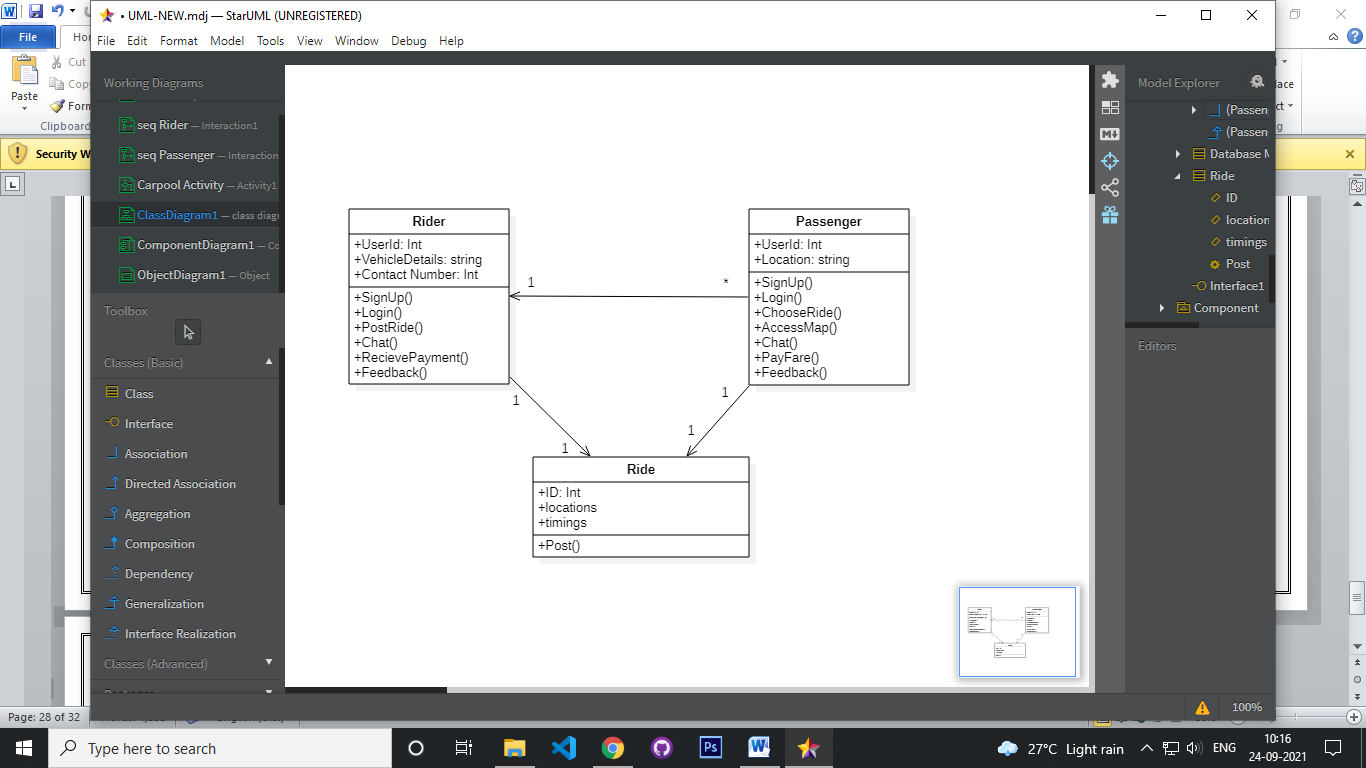 • UML-NEW.mdj — StarUML (UNREGISTERED)
File Edit Format Model Tools View Window Debug Help
File
Cut
Copy
Paste
Clipboard
Security W
Working Diagrams
seq Rider — Interaction1
seq Passenger — Interaction
Carpool Activity — Activity1
ClassDiagram1 — class diag
ComponentDiagram1 — Co
ObjectDiagram1 — Object
Toolbox
Classes (Basic)
Class
Interface
Association
Directed Association
Aggregation
Composition
Dependency
Generalization
Interface Realization
Classes (Advanced)
Rider
+UserId: Int
+VehicleDetails: string
+Contact Number: Int
+SignUp()
+Login()
+PostRide()
+Chat()
+RecievePayment()
+Feedback()
1
*
Passenger
+UserId: Int
+Location: string
+SignUp()
+Login()
+ChooseRide()
+AccessMap()
+Chat()
+PayFare()
+Feedback()
1
1
1
1
Ride
+ID: Int
+locations
+timings
+Post()
Model Explorer
(Passen
(Passen
Database M
Ride
ID
location
timings
Post
Interface1
Component
Editors
100%
Page: 28 of 32
Type here to search
27°C Light rain
ENG
10:16
24-09-2021